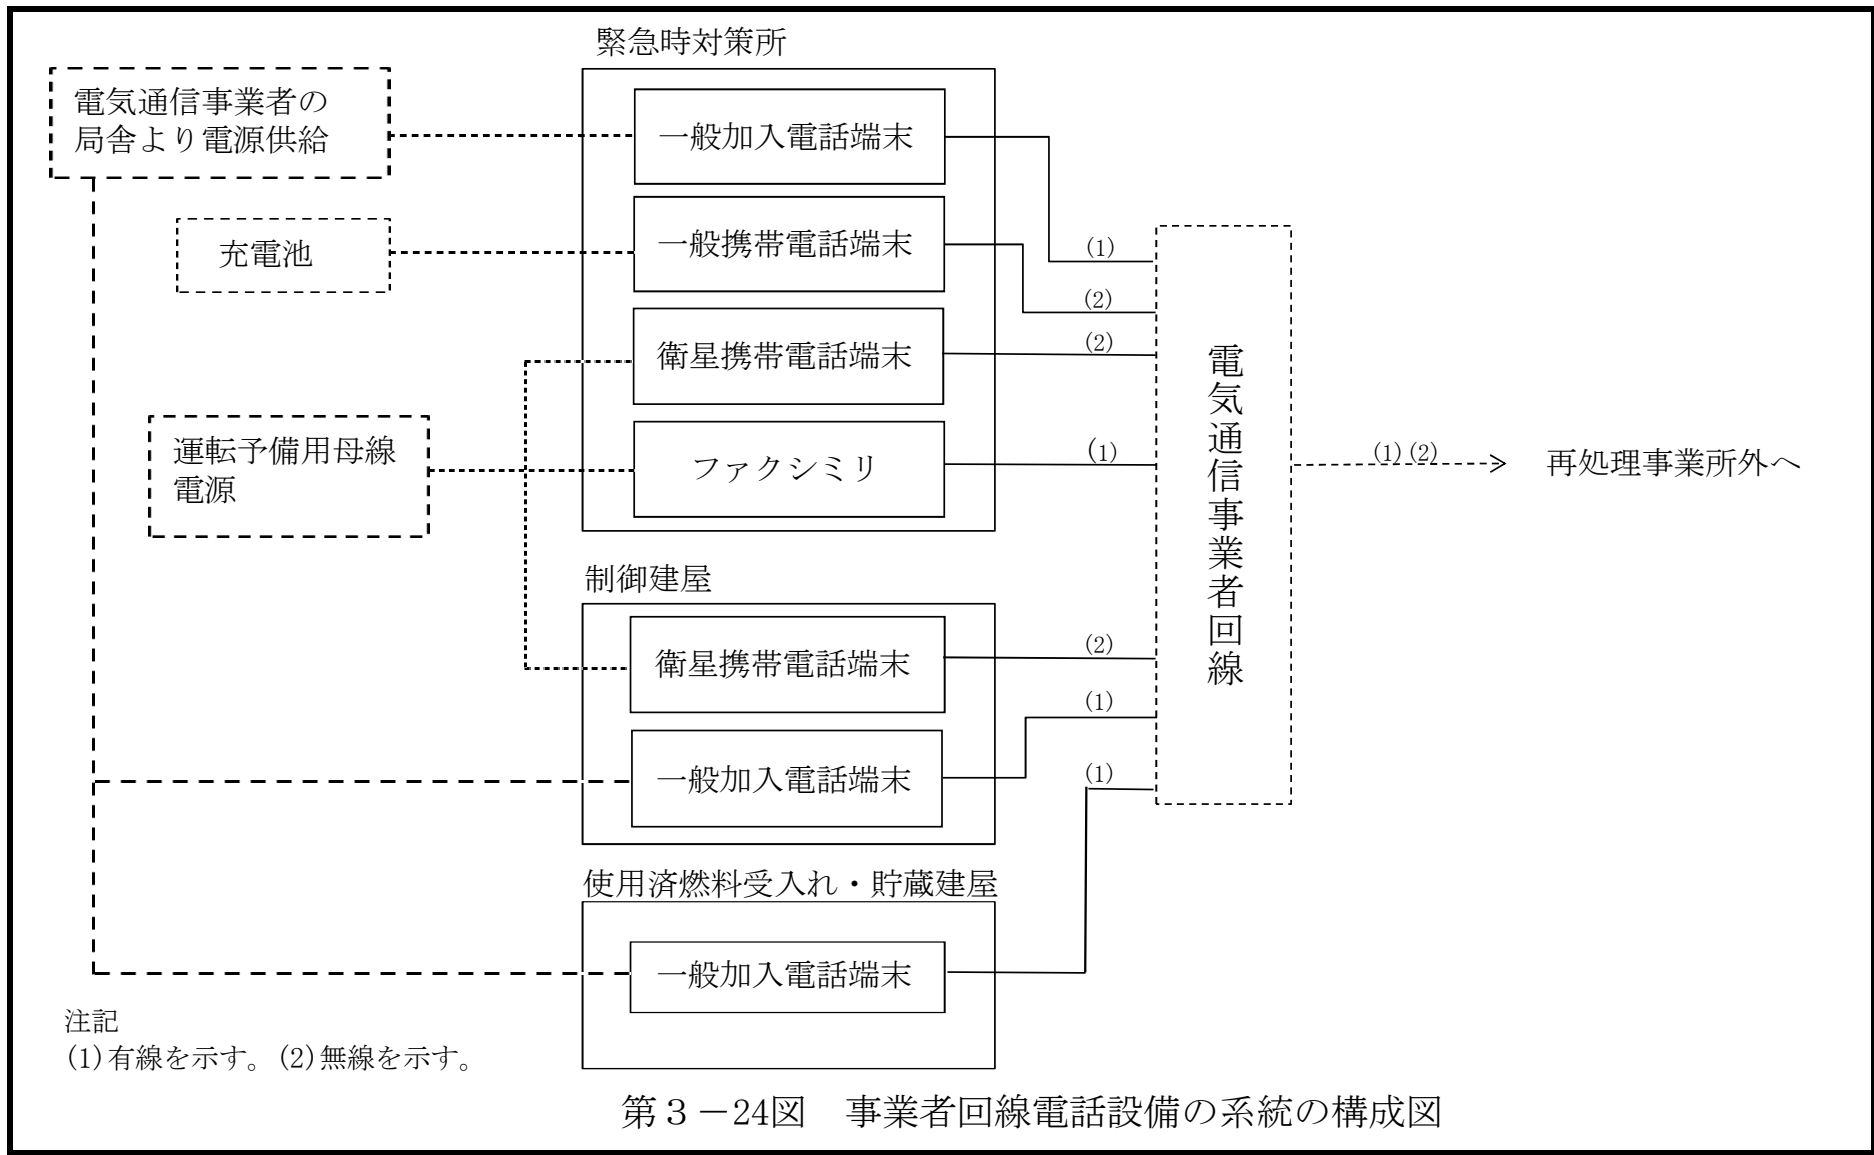 緊急時対策所
電気通信事業者の
局舎より電源供給
一般加入電話端末
充電池
一般携帯電話端末
(1)
(2)
衛星携帯電話端末
(2)
運転予備用母線
電源
ファクシミリ
(1)
電気通信事業者回線
(1)(2)
再処理事業所外へ
制御建屋
衛星携帯電話端末
(2)
一般加入電話端末
(1)
使用済燃料受入れ・貯蔵建屋
一般加入電話端末
(1)
注記
(1)有線を示す。(2)無線を示す。
第３－24図　事業者回線電話設備の系統の構成図